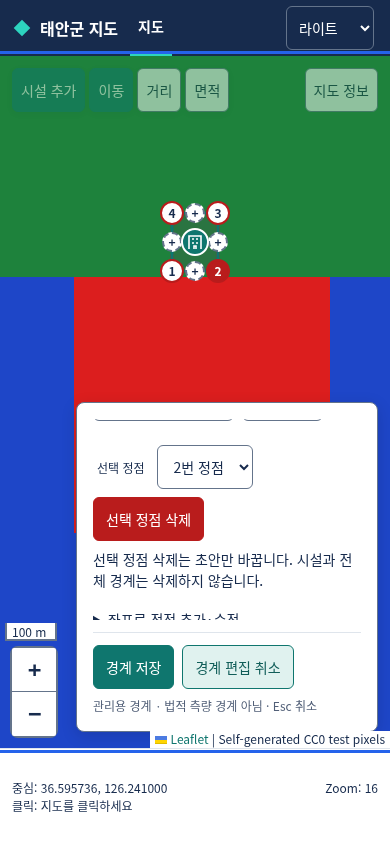 태안군 지도
지도
라이트
시설 추가
이동
거리
면적
지도 정보
4 + 3
+ +
1 + 2
선택 정점
2번 정점
선택 정점 삭제
선택 정점 삭제는 초안만 바꿉니다. 시설과 전
체 경계는 삭제하지 않습니다.
경계 저장
경계 편집 취소
관리용 경계 · 법적 측량 경계 아님 · Esc 취소
100 m
+
−
Leaflet | Self-generated CC0 test pixels
중심: 36.595736, 126.241000
Zoom: 16
클릭: 지도를 클릭하세요